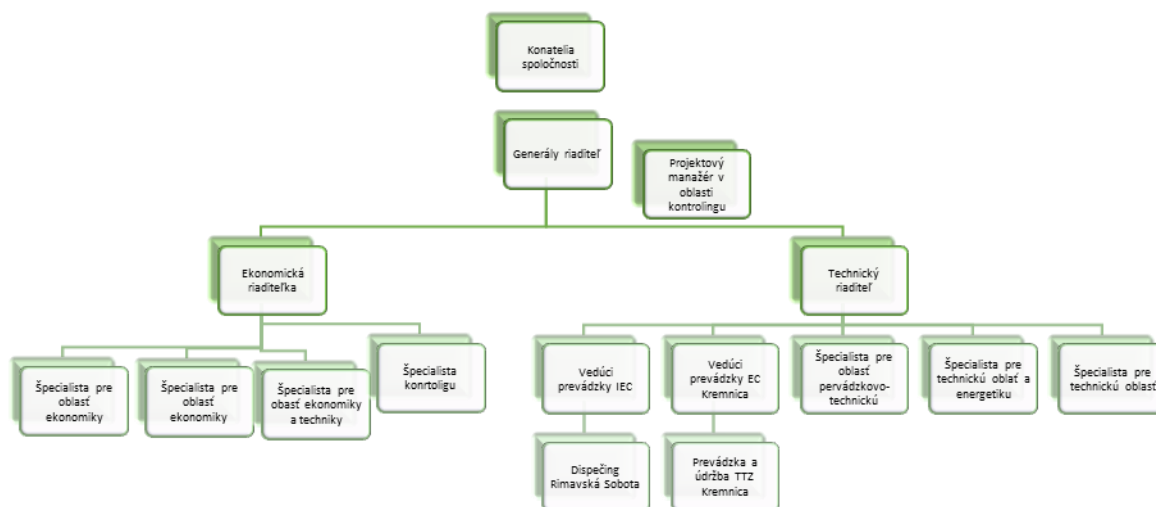 Konatelia
spoločnosti
Generály riaditeľ
Projektový
manažér v
oblasti
kontrolingu
Ekonomická
riaditeľka
Technický
riaditeľ
Špecialista pre
oblasť
ekonomiky
Špecialista pre
oblasť
ekonomiky
Špecialista pre
obasť ekonomiky
a techniky
Špecialista
konrtoligu
Vedúci
prevádzky IEC
Vedúci
prevádzky EC
Kremnica
Špecialista pre
oblasť
pervádzkovo-
technickú
Špecialista pre
technickú oblať a
energetiku
Špecialista pre
technickú oblasť
Dispečing
Rimavská Sobota
Prevádzka a
údržba TTZ
Kremnica